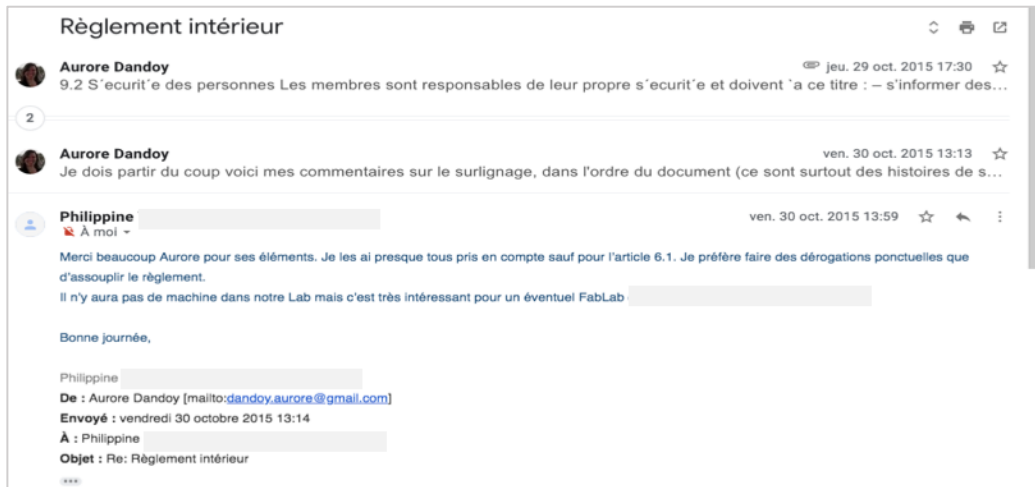 Règlement intérieur
Aurore Dandoy
jeu. 29 oct. 2015 17:30
9.2 S´ecurit´e des personnes Les membres sont responsables de leur propre s´ecurit´e et doivent `a ce titre : – s'informer des...
2
Aurore Dandoy
ven. 30 oct. 2015 13:13
Je dois partir du coup voici mes commentaires sur le surlignage, dans l'ordre du document (ce sont surtout des histoires de s...
Philippine
ven. 30 oct. 2015 13:59
À moi
Merci beaucoup Aurore pour ses éléments. Je les ai presque tous pris en compte sauf pour l'article 6.1. Je préfère faire des dérogations ponctuelles que
d'assouplir le règlement.
Il n'y aura pas de machine dans notre Lab mais c'est très intéressant pour un éventuel FabLab
Bonne journée,
Philippine
De : Aurore Dandoy [mailto:dandoy.aurore@gmail.com]
Envoyé : vendredi 30 octobre 2015 13:14
À : Philippine
Objet : Re: Règlement intérieur